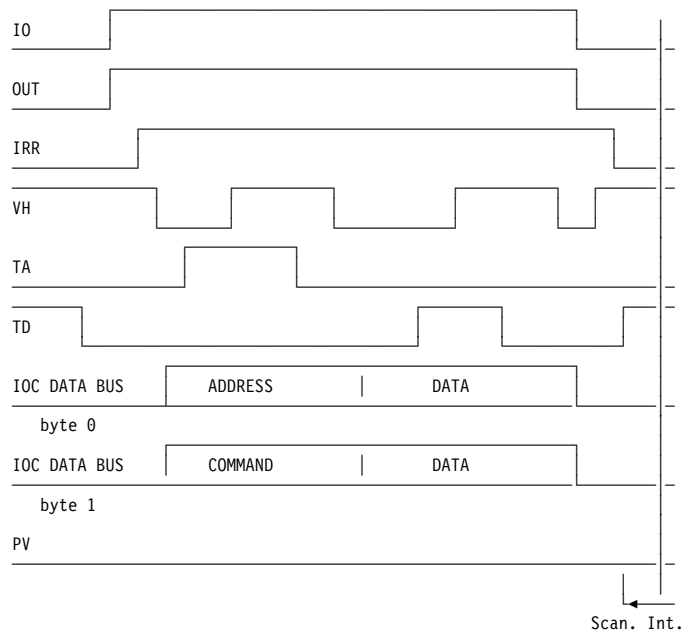 IO
OUT
IRR
VH
TA
TD
IOC DATA BUS ADDRESS DATA
byte 0
IOC DATA BUS COMMAND DATA
byte 1
PV
Scan. Int.